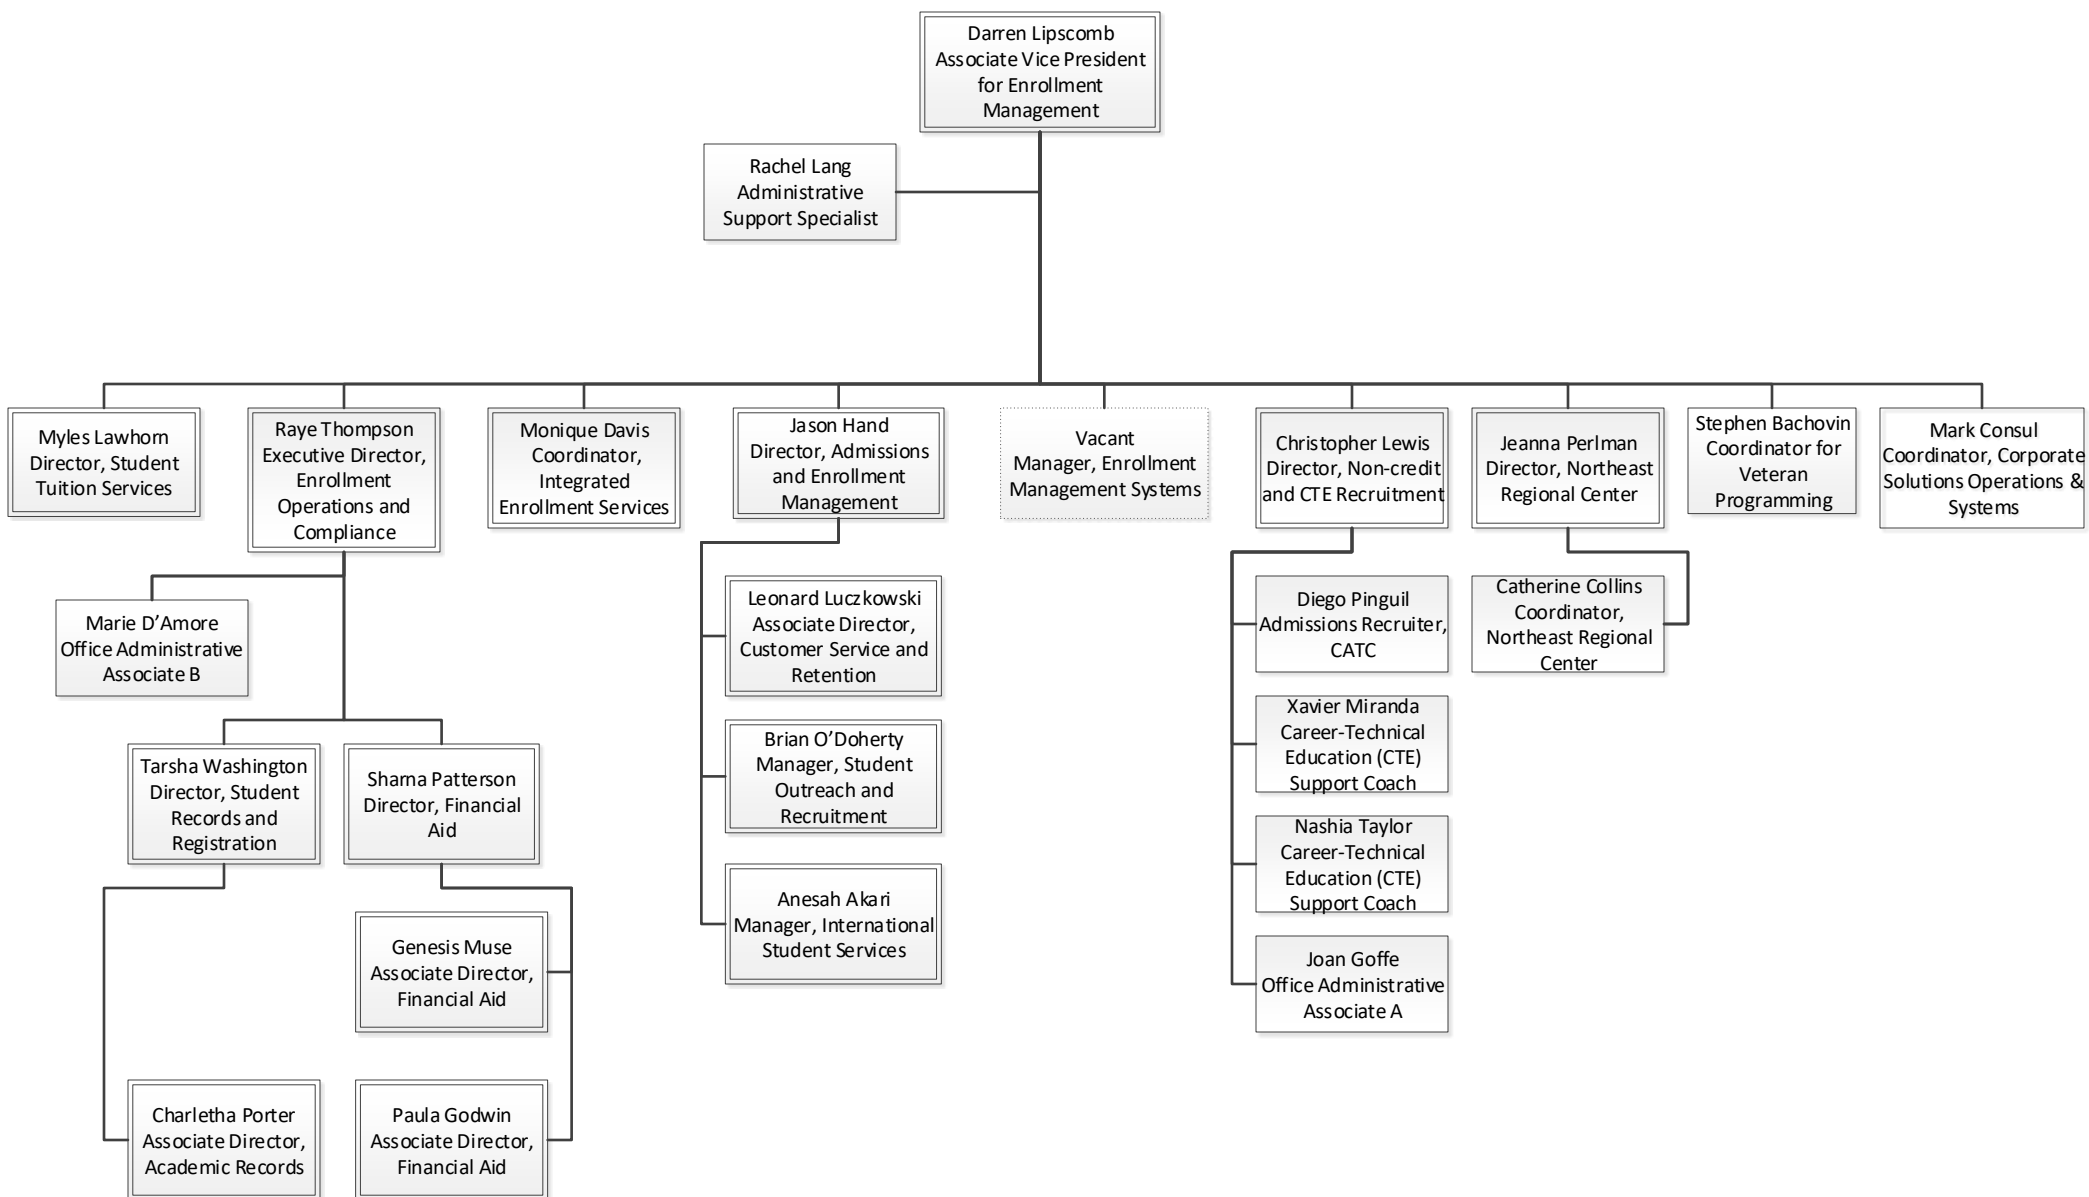 Darren Lipscomb
Associate Vice President
for Enrollment
Management
Rachel Lang
Administrative
Support Specialist
Myles Lawhorn
Director, Student
Tuition Services
Raye Thompson
Executive Director,
Enrollment
Operations and
Compliance
Monique Davis
Coordinator,
Integrated
Enrollment Services
Jason Hand
Director, Admissions
and Enrollment
Management
Vacant
Manager, Enrollment
Management Systems
Christopher Lewis
Director, Non-credit
and CTE Recruitment
Jeanna Perlman
Director, Northeast
Regional Center
Stephen Bachovin
Coordinator for
Veteran
Programming
Mark Consul
Coordinator, Corporate
Solutions Operations &
Systems
Marie D’Amore
Office Administrative
Associate B
Leonard Luczkowski
Associate Director,
Customer Service and
Retention
Diego Pinguil
Admissions Recruiter,
CATC
Catherine Collins
Coordinator,
Northeast Regional
Center
Tarsha Washington
Director, Student
Records and
Registration
Sharna Patterson
Director, Financial
Aid
Brian O’Doherty
Manager, Student
Outreach and
Recruitment
Xavier Miranda
Career-Technical
Education (CTE)
Support Coach
Nashia Taylor
Career-Technical
Education (CTE)
Support Coach
Genesis Muse
Associate Director,
Financial Aid
Anesah Akari
Manager, International
Student Services
Joan Goffe
Office Administrative
Associate A
Charletha Porter
Associate Director,
Academic Records
Paula Godwin
Associate Director,
Financial Aid